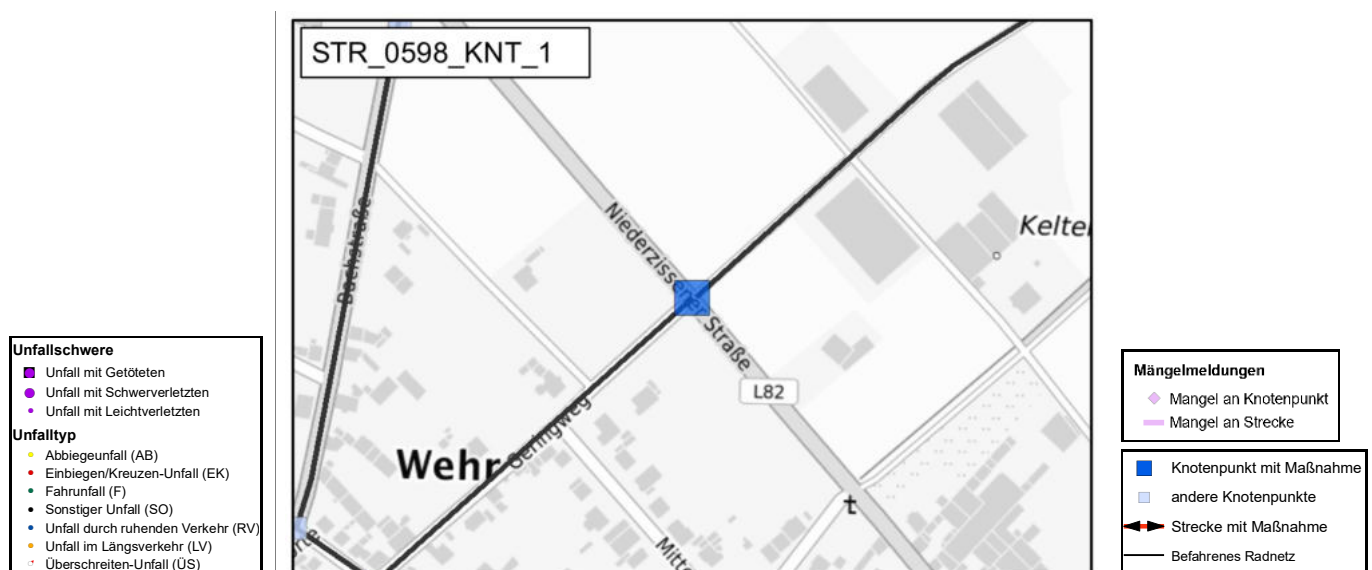 STR_0598_KNT_1
Niederzissener Straße
Kelter
Bachstraße
L82
Geringweg
Wehr
Mitte
Unfallschwere
Unfall mit Getöteten
Unfall mit Schwerverletzten
Unfall mit Leichtverletzten
Unfalltyp
Abbiegeunfall (AB)
Einbiegen/Kreuzen-Unfall (EK)
Fahrunfall (F)
Sonstiger Unfall (SO)
Unfall durch ruhenden Verkehr (RV)
Unfall im Längsverkehr (LV)
Überschreiten-Unfall (ÜS)
Mängelmeldungen
Mangel an Knotenpunkt
Mangel an Strecke
Knotenpunkt mit Maßnahme
andere Knotenpunkte
Strecke mit Maßnahme
Befahrenes Radnetz